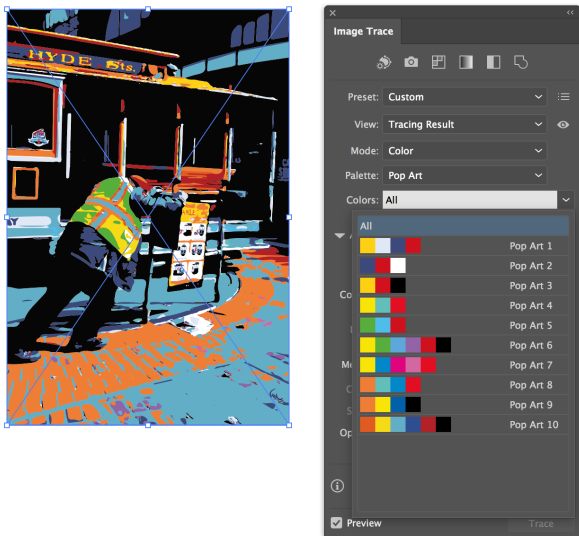 HYDE Sts.
Image Trace
Preset: Custom
View: Tracing Result
Mode: Color
Palette: Pop Art
Colors: All
All
Pop Art 1
Pop Art 2
Pop Art 3
Pop Art 4
Pop Art 5
Pop Art 6
Pop Art 7
Pop Art 8
Pop Art 9
Pop Art 10
Preview
Trace